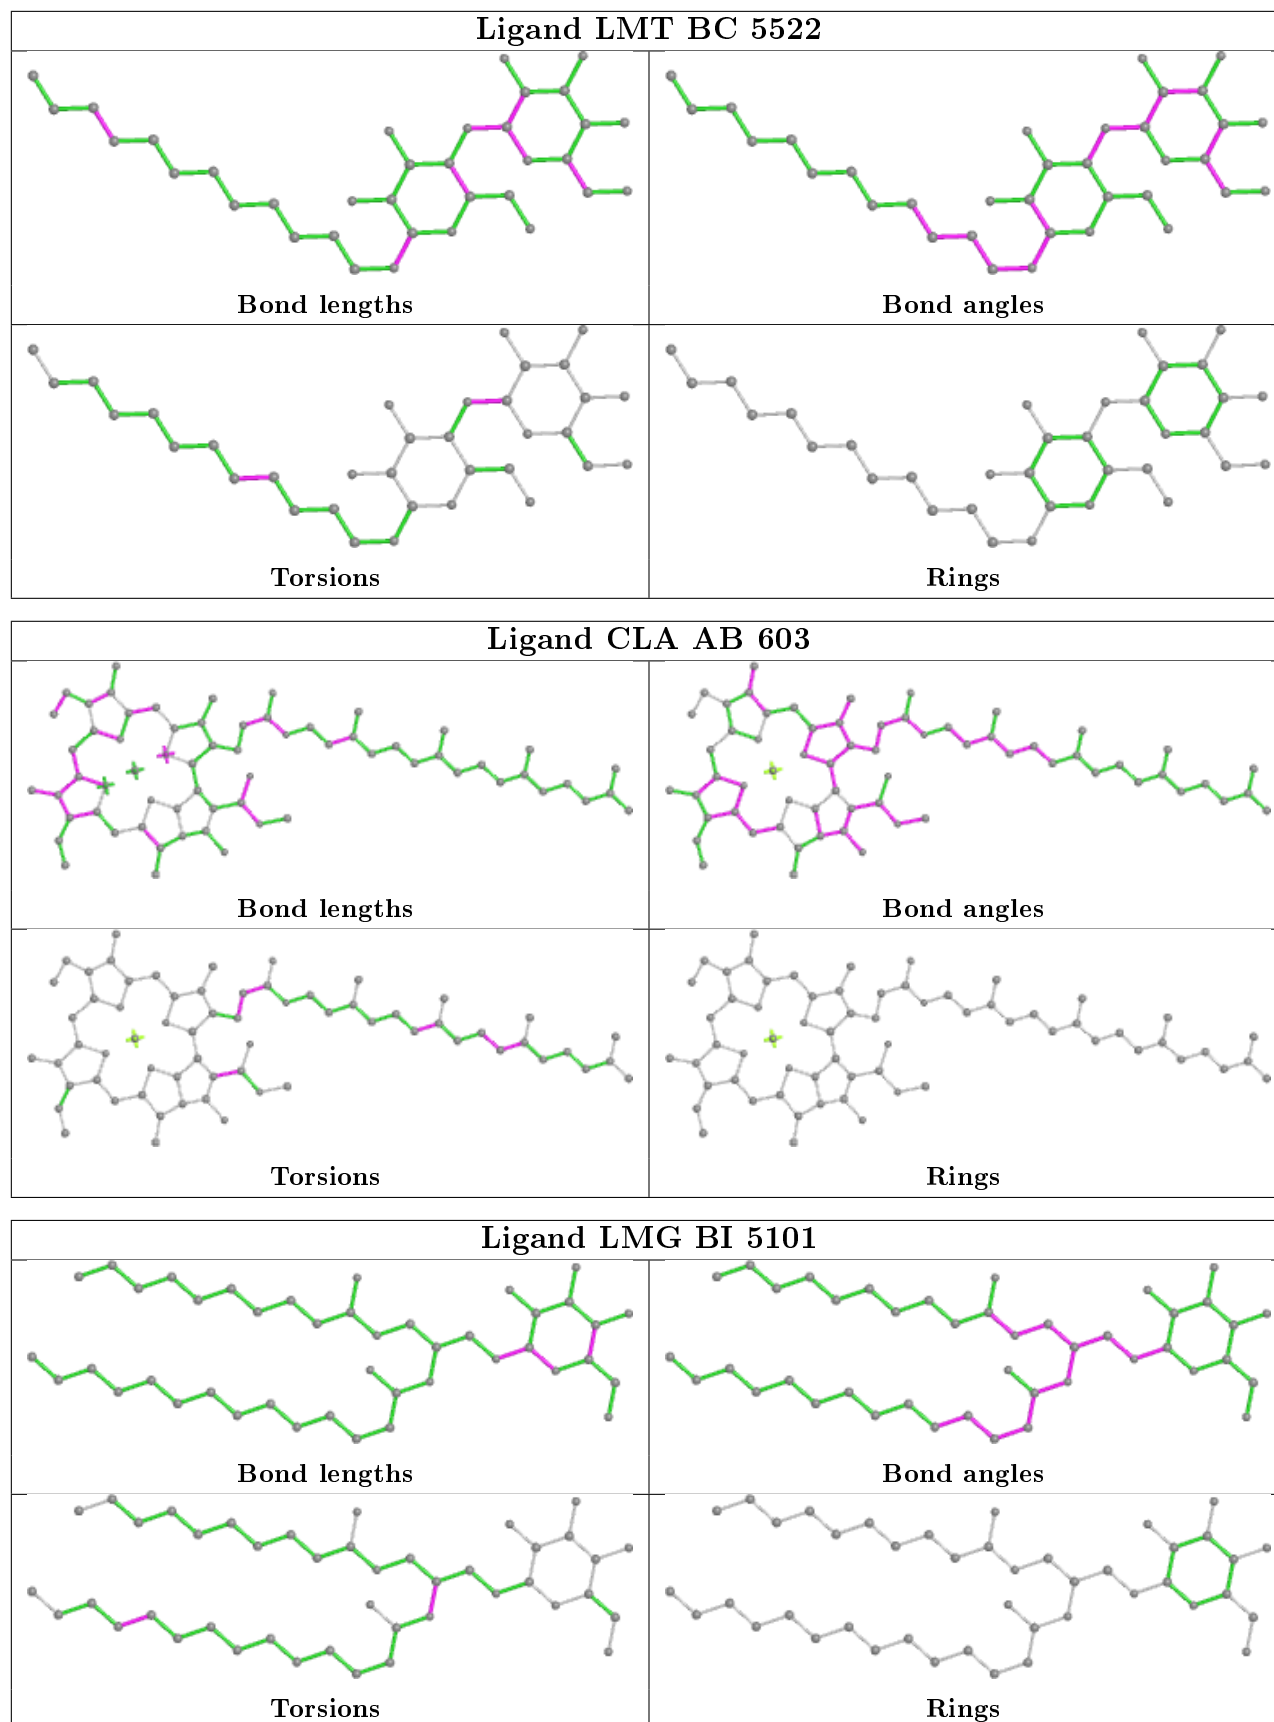 Ligand LMT BC 5522
Bond lengths
Bond angles
Torsions
Rings
Ligand CLA AB 603
Bond lengths
Bond angles
Torsions
Rings
Ligand LMG BI 5101
Bond lengths
Bond angles
Torsions
Rings